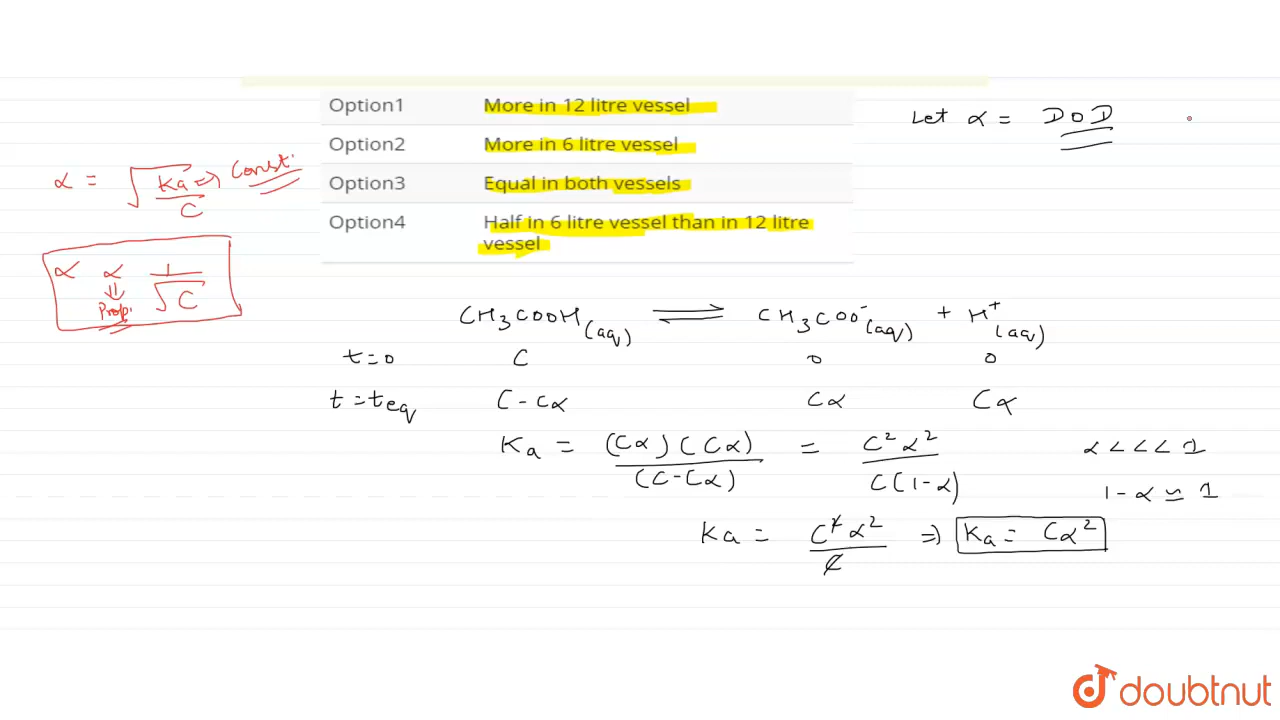 Option1 More in 12 litre vessel
Option2 More in 6 litre vessel
Option3 Equal in both vessels
Option4 Half in 6 litre vessel than in 12 litre
vessel
Let α = DOD
α = √(Ka/C) ⇒ Const.
α α 1/√C
⇓
Prop.
CH₃COOH(aq) ⇌ CH₃COO⁻(aq) + H⁺(aq)
t=0 C 0 0
t=teq C-Cα Cα Cα
Ka = (Cα)(Cα)/(C-Cα) = C²α²/C(1-α) α<<<1
1-α ≃ 1
Ka = C²α²/C ⇒ Ka = Cα²
doubtnut